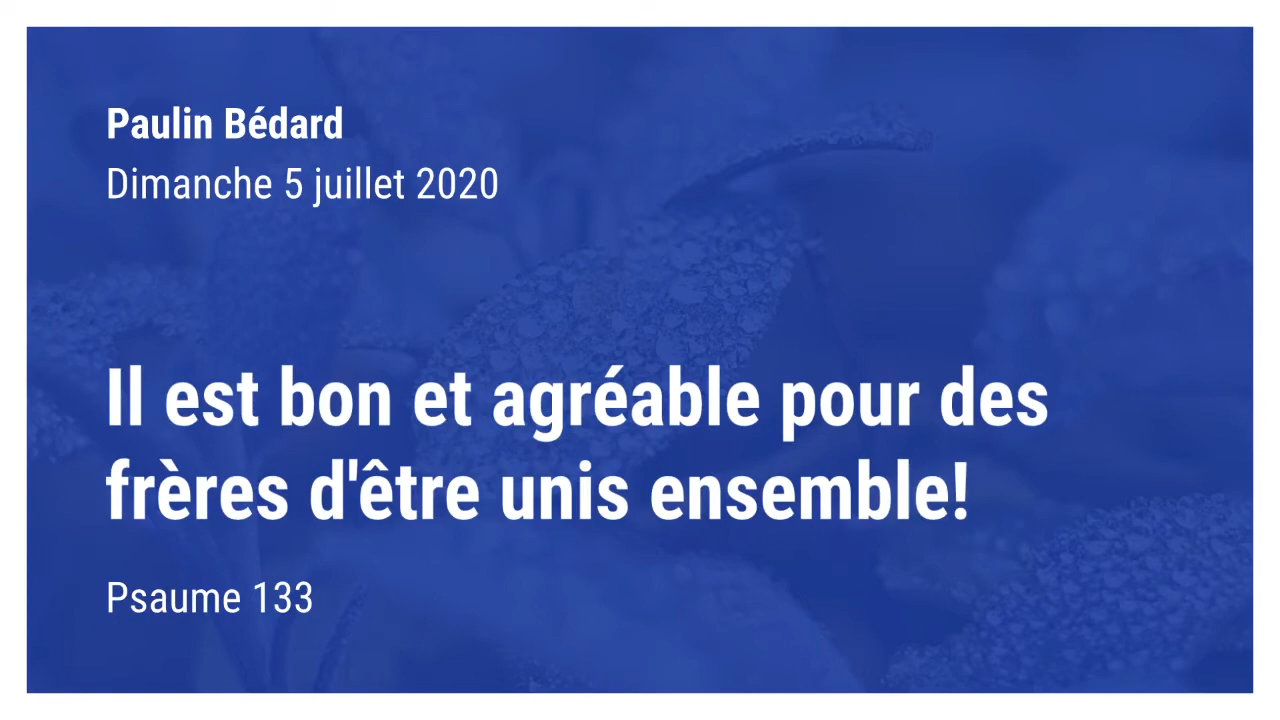 Paulin Bédard
Dimanche 5 juillet 2020
Il est bon et agréable pour des
frères d'être unis ensemble!
Psaume 133